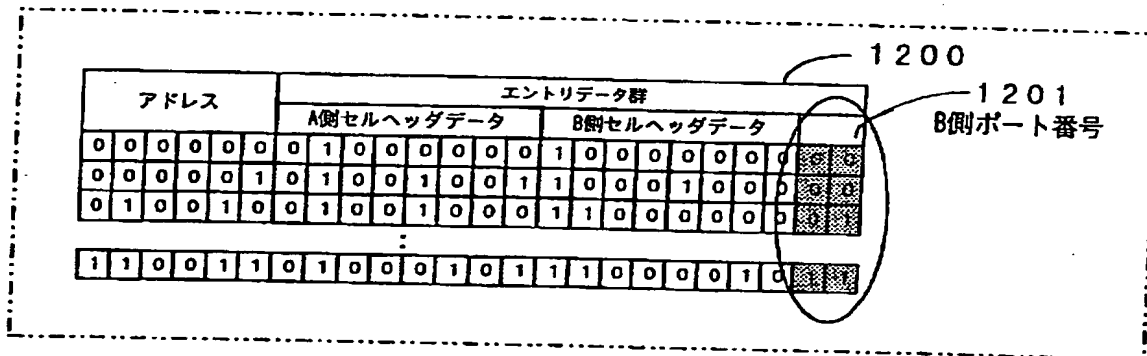 1200
1201
B側ポート番号
アドレス エントリデータ群
A側セルヘッダデータ B側セルヘッダデータ
0 0 0 0 0 0 0 1 0 0 0 0 0 0 1 0 0 0 0 0 0 0 0 0
0 0 0 0 0 1 0 1 0 0 1 0 0 1 1 0 0 0 1 0 0 0 0 0
0 1 0 0 1 0 0 1 0 0 1 0 0 0 1 1 0 0 0 0 0 0 0 1
1 1 0 0 1 1 0 1 0 0 0 1 0 1 1 1 0 0 0 0 1 0 1 1